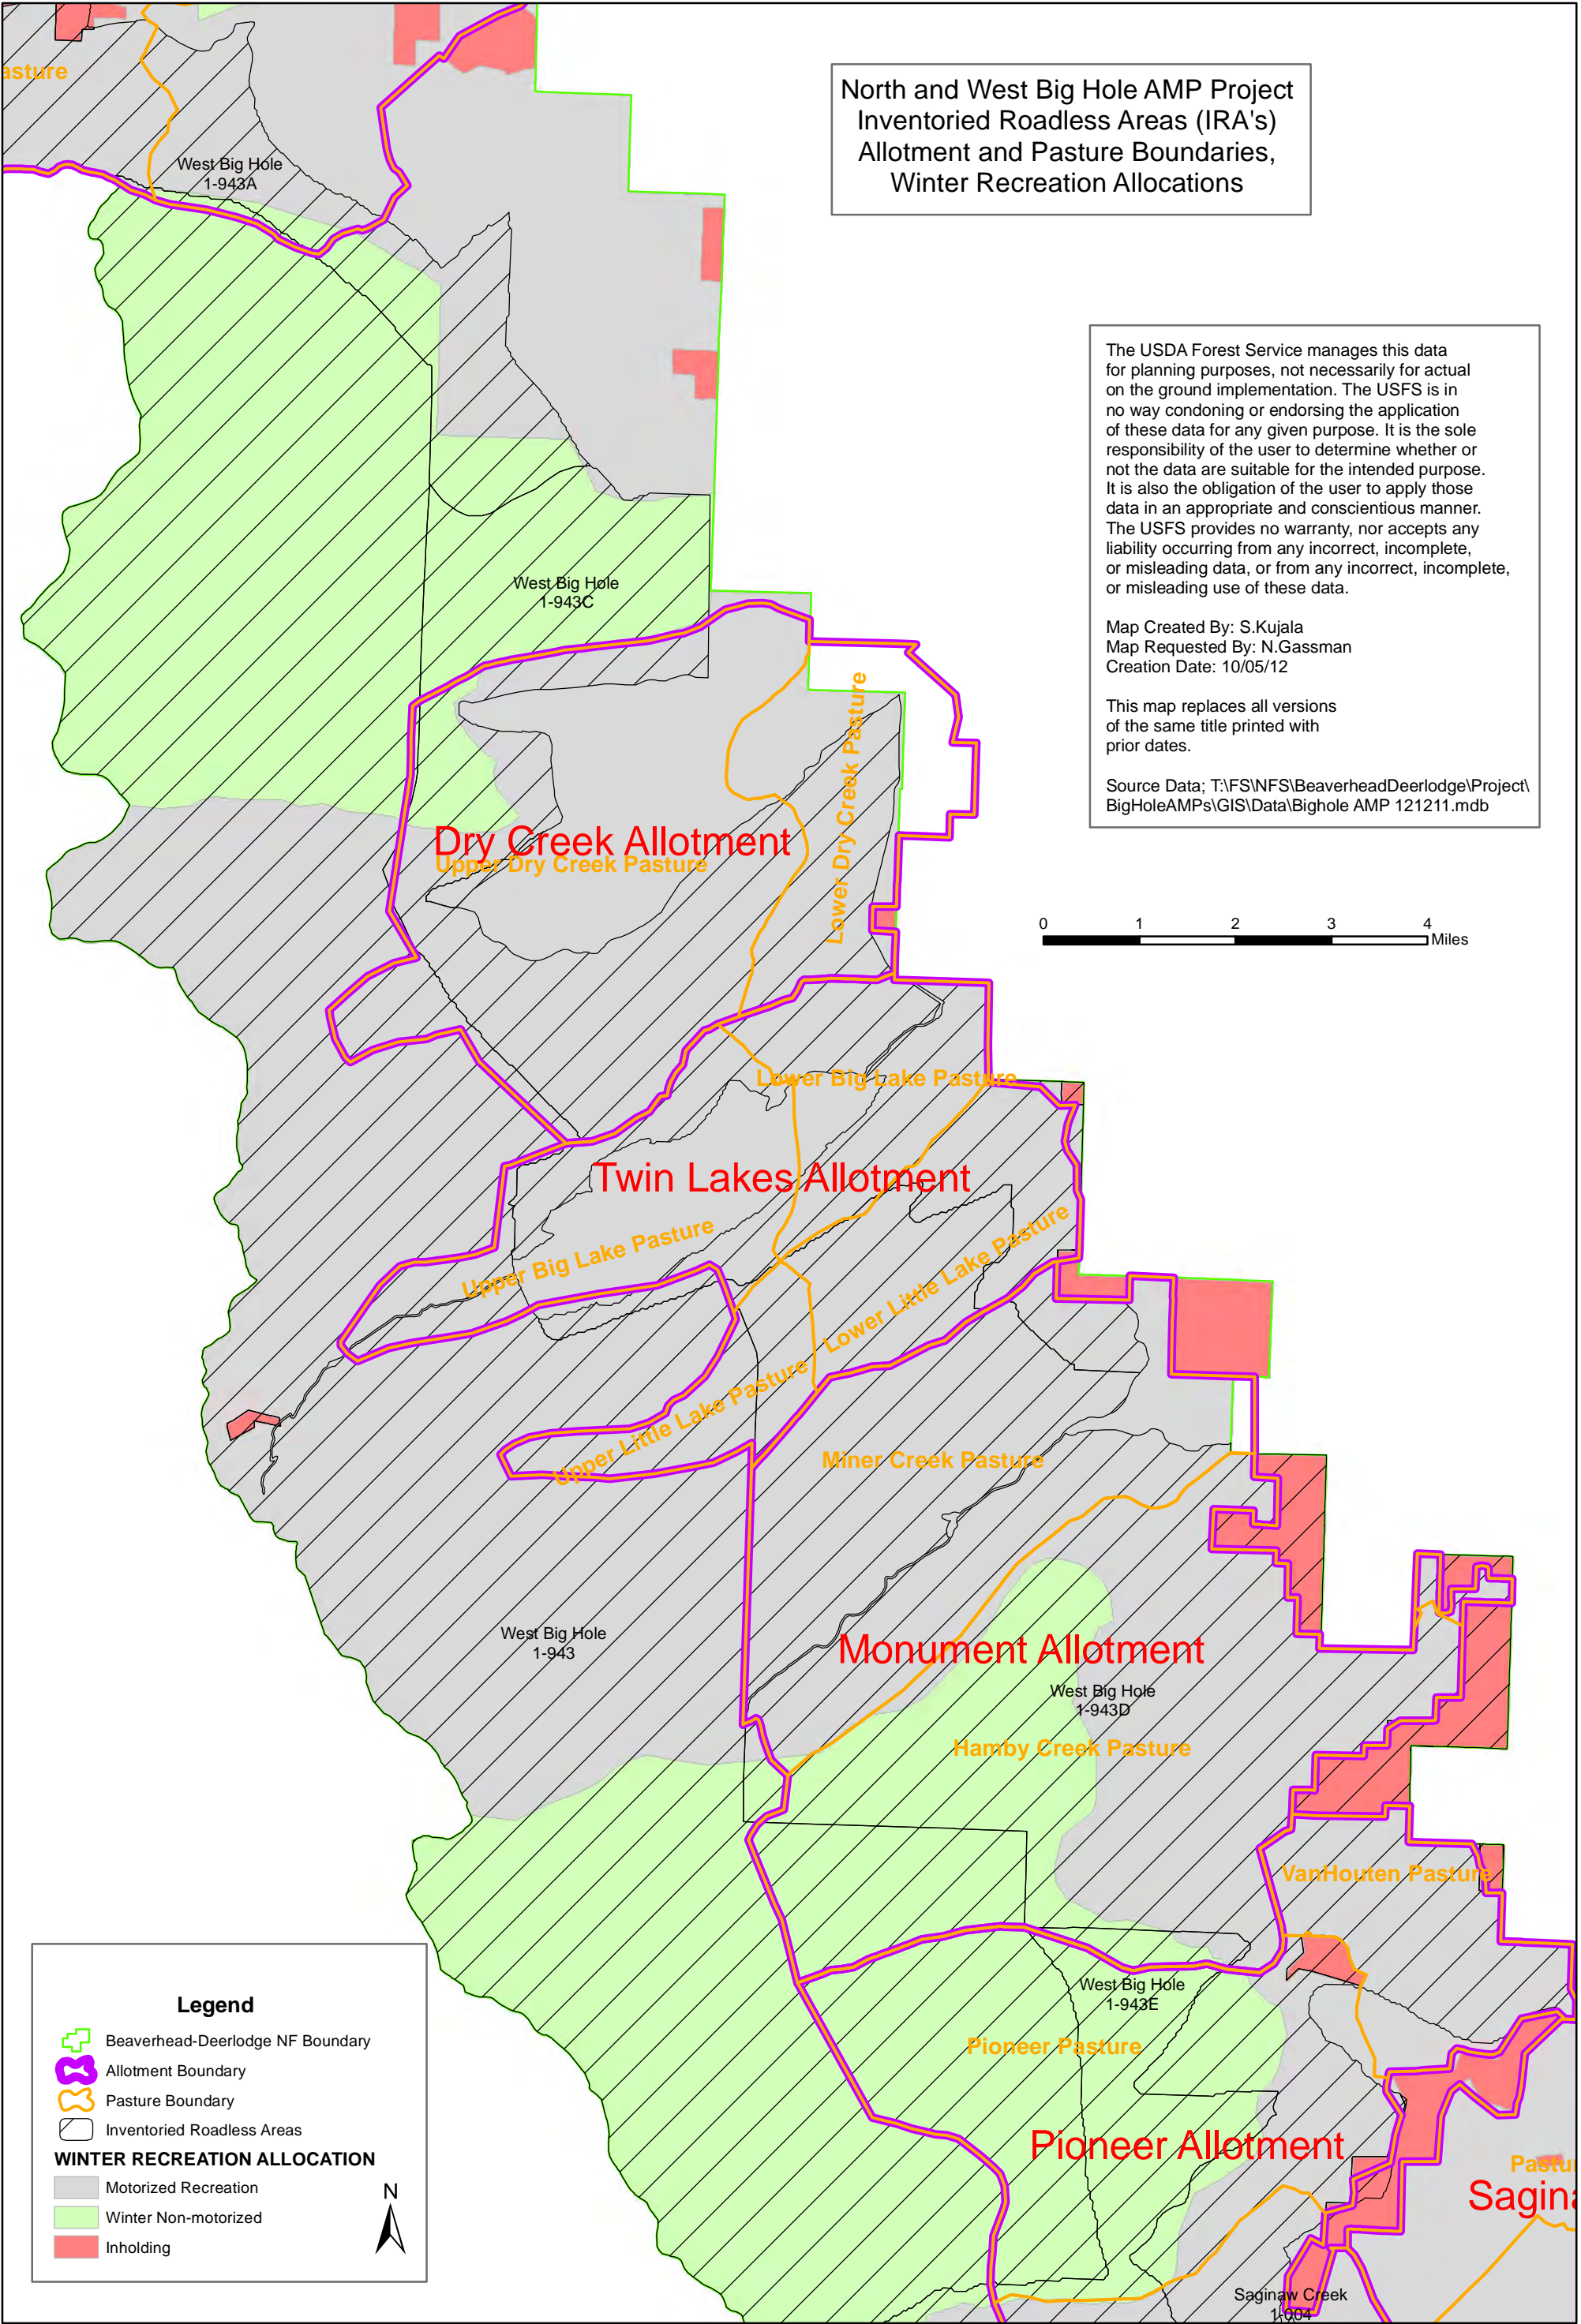 North and West Big Hole AMP Project
Inventoried Roadless Areas (IRA's)
Allotment and Pasture Boundaries,
Winter Recreation Allocations
asture
West Big Hole
1-943A
The USDA Forest Service manages this data
for planning purposes, not necessarily for actual
on the ground implementation. The USFS is in
no way condoning or endorsing the application
of these data for any given purpose. It is the sole
responsibility of the user to determine whether or
not the data are suitable for the intended purpose.
It is also the obligation of the user to apply those
data in an appropriate and conscientious manner.
The USFS provides no warranty, nor accepts any
liability occurring from any incorrect, incomplete,
or misleading data, or from any incorrect, incomplete,
or misleading use of these data.
Map Created By: S.Kujala
Map Requested By: N.Gassman
Creation Date: 10/05/12
This map replaces all versions
of the same title printed with
prior dates.
Source Data; T:\FS\NFS\BeaverheadDeerlodge\Project\
BigHoleAMPs\GIS\Data\Bighole AMP 121211.mdb
West Big Hole
1-943C
Dry Creek Allotment
Upper Dry Creek Pasture
Lower Dry Creek Pasture
0 1 2 3 4
Miles
Lower Big Lake Pasture
Twin Lakes Allotment
Upper Big Lake Pasture
Lower Little Lake Pasture
Upper Little Lake Pasture
Miner Creek Pasture
West Big Hole
1-943
Monument Allotment
West Big Hole
1-943D
Hamby Creek Pasture
VanHouten Pasture
West Big Hole
1-943E
Pioneer Pasture
Pioneer Allotment
Pastu
Sagina
Saginaw Creek
1-004
Legend
Beaverhead-Deerlodge NF Boundary
Allotment Boundary
Pasture Boundary
Inventoried Roadless Areas
WINTER RECREATION ALLOCATION
Motorized Recreation
Winter Non-motorized
Inholding
N